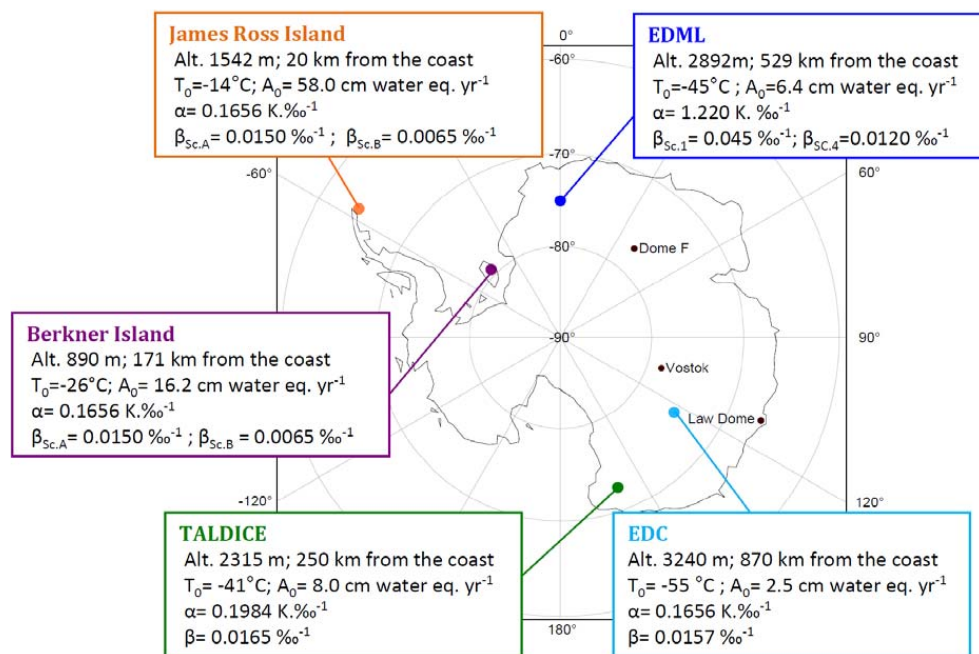 James Ross Island
Alt. 1542 m; 20 km from the coast
T₀=-14°C; A₀= 58.0 cm water eq. yr⁻¹
α= 0.1656 K.‰⁻¹
β_Sc.A = 0.0150 ‰⁻¹ ; β_Sc.B = 0.0065 ‰⁻¹
0°
-60°
EDML
Alt. 2892m; 529 km from the coast
T₀=-45°C ; A₀=6.4 cm water eq. yr⁻¹
α= 1.220 K. ‰⁻¹
β_Sc.1 = 0.045 ‰⁻¹; β_SC.4=0.0120 ‰⁻¹
-60°
-70°
60°
-80°
Dome F
Berkner Island
Alt. 890 m; 171 km from the coast
T₀=-26°C; A₀= 16.2 cm water eq. yr⁻¹
α= 0.1656 K.‰⁻¹
β_Sc.A = 0.0150 ‰⁻¹ ; β_Sc.B = 0.0065 ‰⁻¹
-90°
90°
Vostok
Law Dome
-120°
120°
TALDICE
Alt. 2315 m; 250 km from the coast
T₀= -41°C; A₀= 8.0 cm water eq. yr⁻¹
α= 0.1984 K.‰⁻¹
β= 0.0165 ‰⁻¹
180°
EDC
Alt. 3240 m; 870 km from the coast
T₀= -55 °C ; A₀= 2.5 cm water eq. yr⁻¹
α= 0.1656 K.‰⁻¹
β= 0.0157 ‰⁻¹